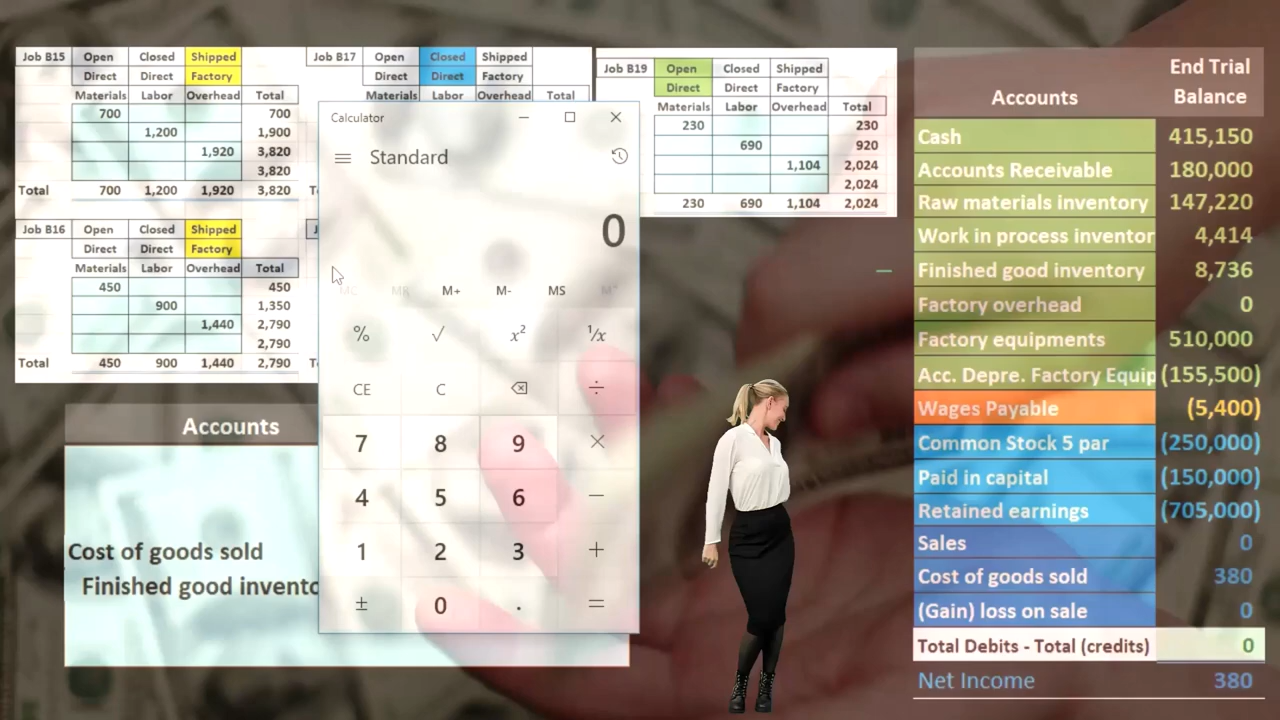 Job B15 Open Closed Shipped
Direct Direct Factory
Materials Labor Overhead Total
700 700
1,200 1,900
1,920 3,820
3,820
Total 700 1,200 1,920 3,820
Job B16 Open Closed Shipped
Direct Direct Factory
Materials Labor Overhead Total
450 450
900 1,350
1,440 2,790
2,790
Total 450 900 1,440 2,790
Job B17 Open Closed Shipped
Direct Direct Factory
Materials Labor Overhead Total
Job B19 Open Closed Shipped
Direct Direct Factory
Materials Labor Overhead Total
230 230
690 920
1,104 2,024
2,024
230 690 1,104 2,024
Calculator
Standard
0
MC MR M+ M- MS
% √ x² ¹/x
CE C ÷
7 8 9 ×
4 5 6 −
1 2 3 +
± 0 . =
Accounts
Cost of goods sold
Finished good invento
End Trial
Accounts Balance
Cash 415,150
Accounts Receivable 180,000
Raw materials inventory 147,220
Work in process inventor 4,414
Finished good inventory 8,736
Factory overhead 0
Factory equipments 510,000
Acc. Depre. Factory Equip (155,500)
Wages Payable (5,400)
Common Stock 5 par (250,000)
Paid in capital (150,000)
Retained earnings (705,000)
Sales 0
Cost of goods sold 380
(Gain) loss on sale 0
Total Debits - Total (credits) 0
Net Income 380